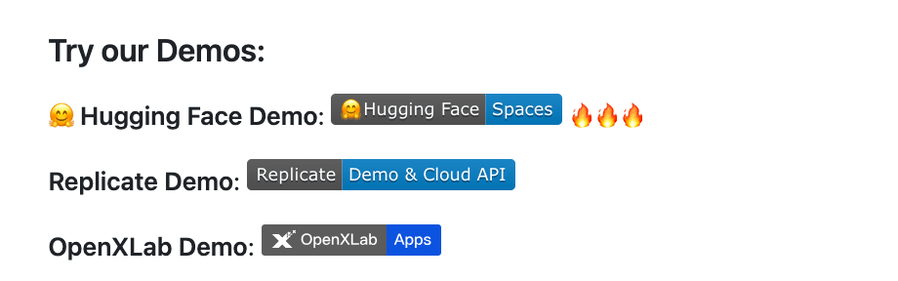 Try our Demos:
🤗 Hugging Face Demo: 🤗Hugging Face Spaces 🔥🔥🔥
Replicate Demo: Replicate Demo & Cloud API
OpenXLab Demo: OpenXLab Apps